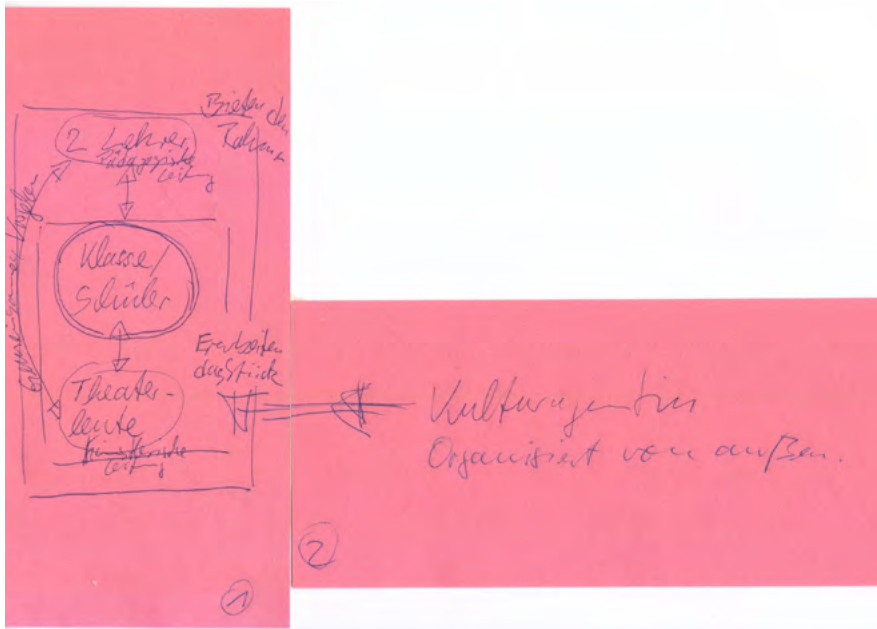 Bieten den
Rahmen
2 Lehrer
Pädagogische
Leitung
Klasse/
Schüler
Erarbeiten
das Stück
Theater-
leute
künstlerische
Leitung
①
Kulturagentin
Organisiert von außen.
②